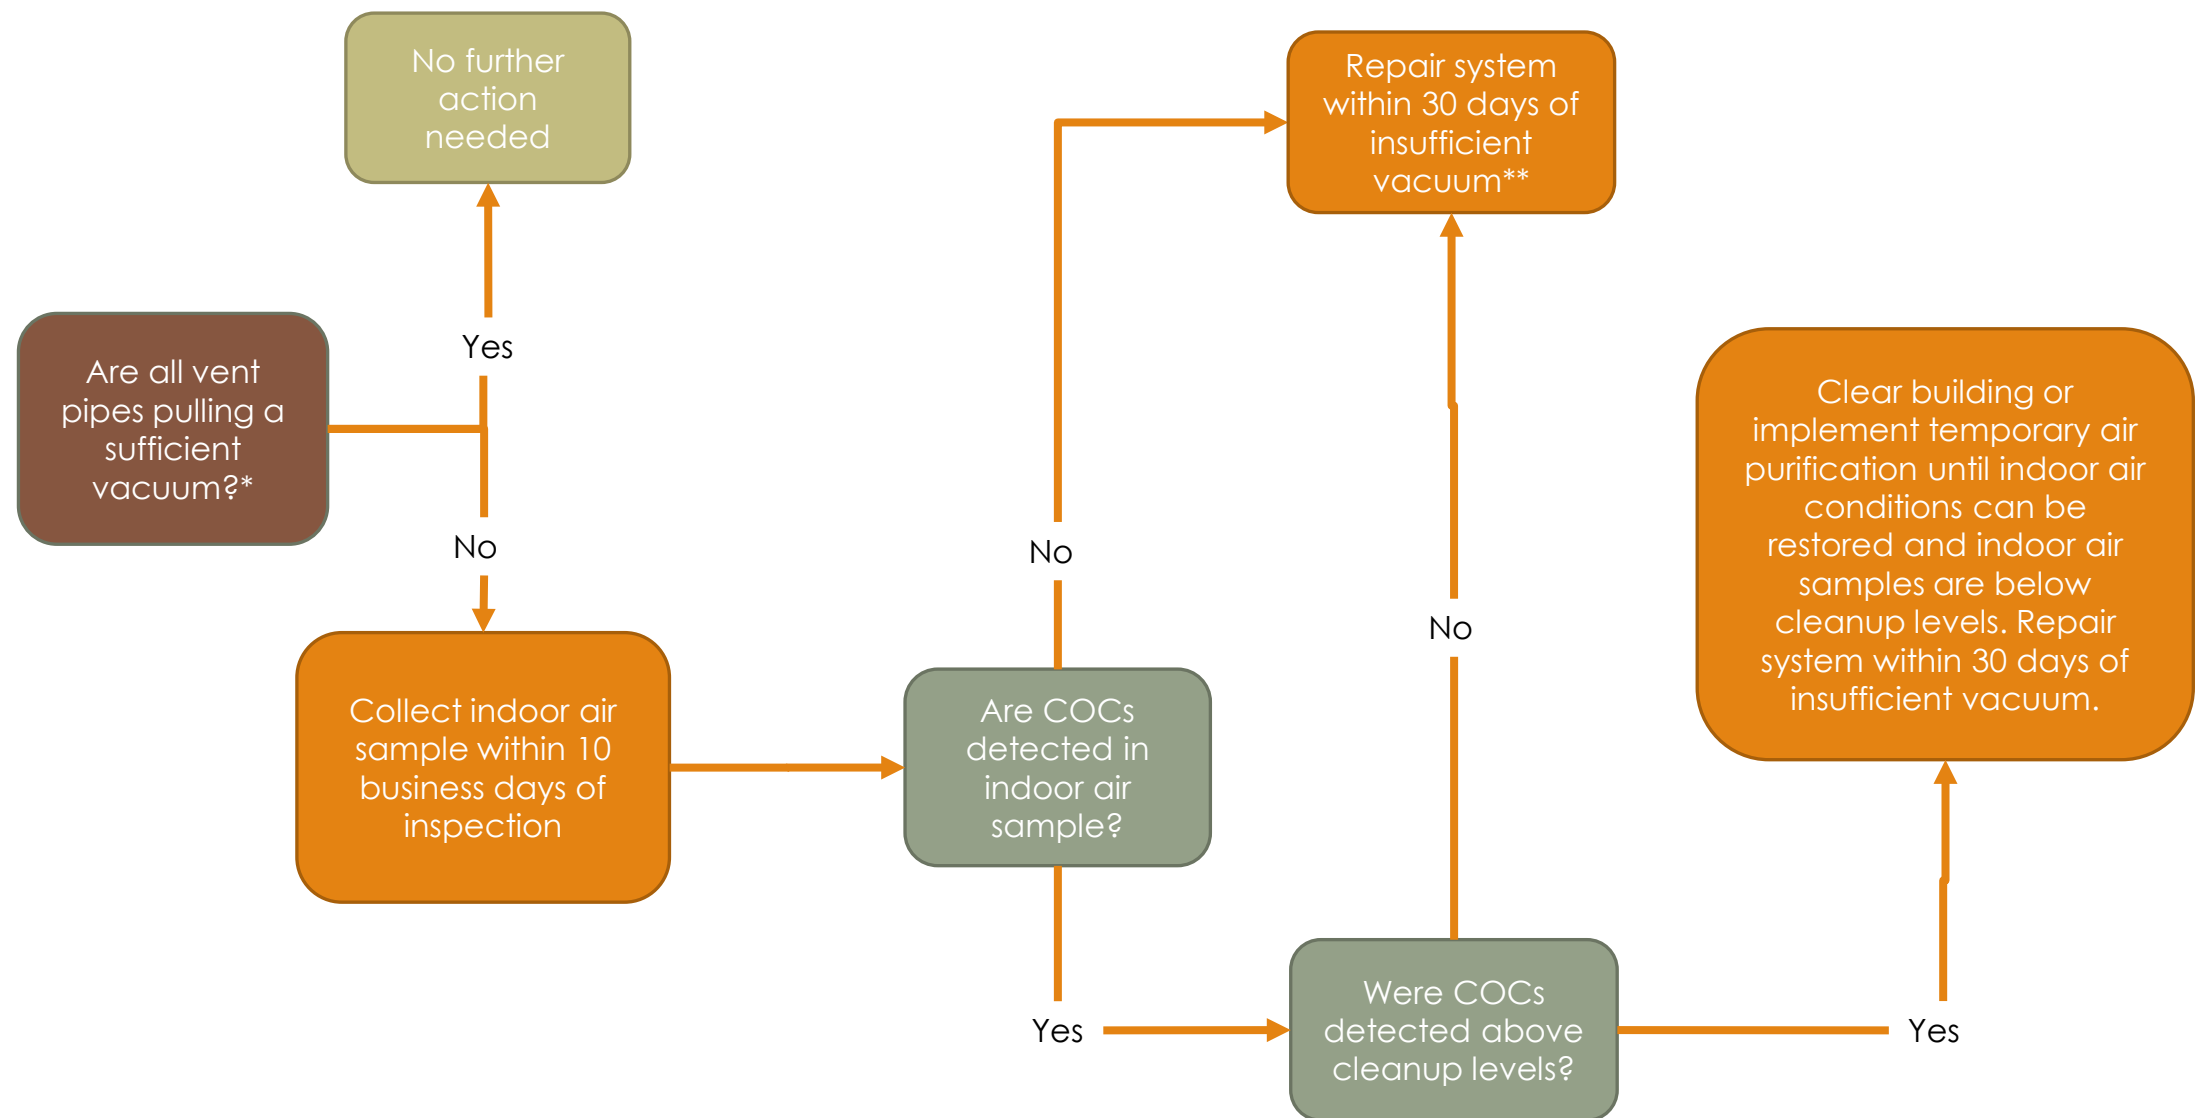 No further
action
needed
Yes
Are all vent
pipes pulling a
sufficient
vacuum?*
No
Collect indoor air
sample within 10
business days of
inspection
Are COCs
detected in
indoor air
sample?
No
Repair system
within 30 days of
insufficient
vacuum**
Yes
Were COCs
detected above
cleanup levels?
No
Yes
Clear building or
implement temporary air
purification until indoor air
conditions can be
restored and indoor air
samples are below
cleanup levels. Repair
system within 30 days of
insufficient vacuum.